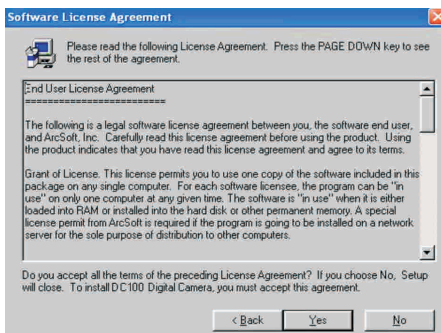 Software License Agreement
Please read the following License Agreement. Press the PAGE DOWN key to see
the rest of the agreement.
End User License Agreement
==========================
The following is a legal software license agreement between you, the software end user,
and ArcSoft, Inc. Carefully read this license agreement before using the product. Using
the product indicates that you have read this license agreement and agree to its terms.
Grant of License. This license permits you to use one copy of the software included in this
package on any single computer. For each software licensee, the program can be "in
use" on only one computer at any given time. The software is "in use" when it is either
loaded into RAM or installed into the hard disk or other permanent memory. A special
license permit from ArcSoft is required if the program is going to be installed on a network
server for the sole purpose of distribution to other computers.
Do you accept all the terms of the preceding License Agreement? If you choose No, Setup
will close. To install DC100 Digital Camera, you must accept this agreement.
< Back
Yes
No